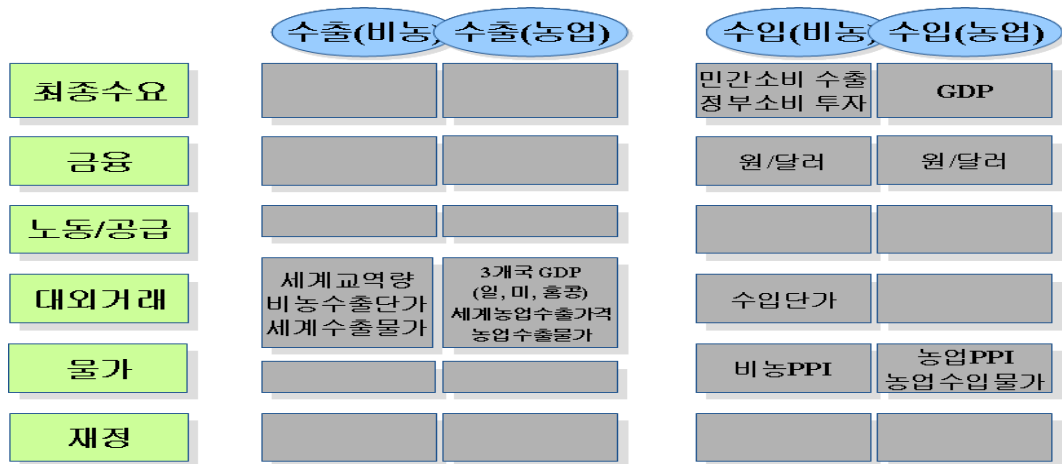 수출(비농) 수출(농업) 수입(비농) 수입(농업)
최종수요
민간소비 수출
정부소비 투자
GDP
금융
원/달러
원/달러
노동/공급
대외거래
세계교역량
비농수출단가
세계수출물가
3개국 GDP
(일, 미, 홍콩)
세계농업수출가격
농업수출물가
수입단가
물가
비농PPI
농업PPI
농업수입물가
재정